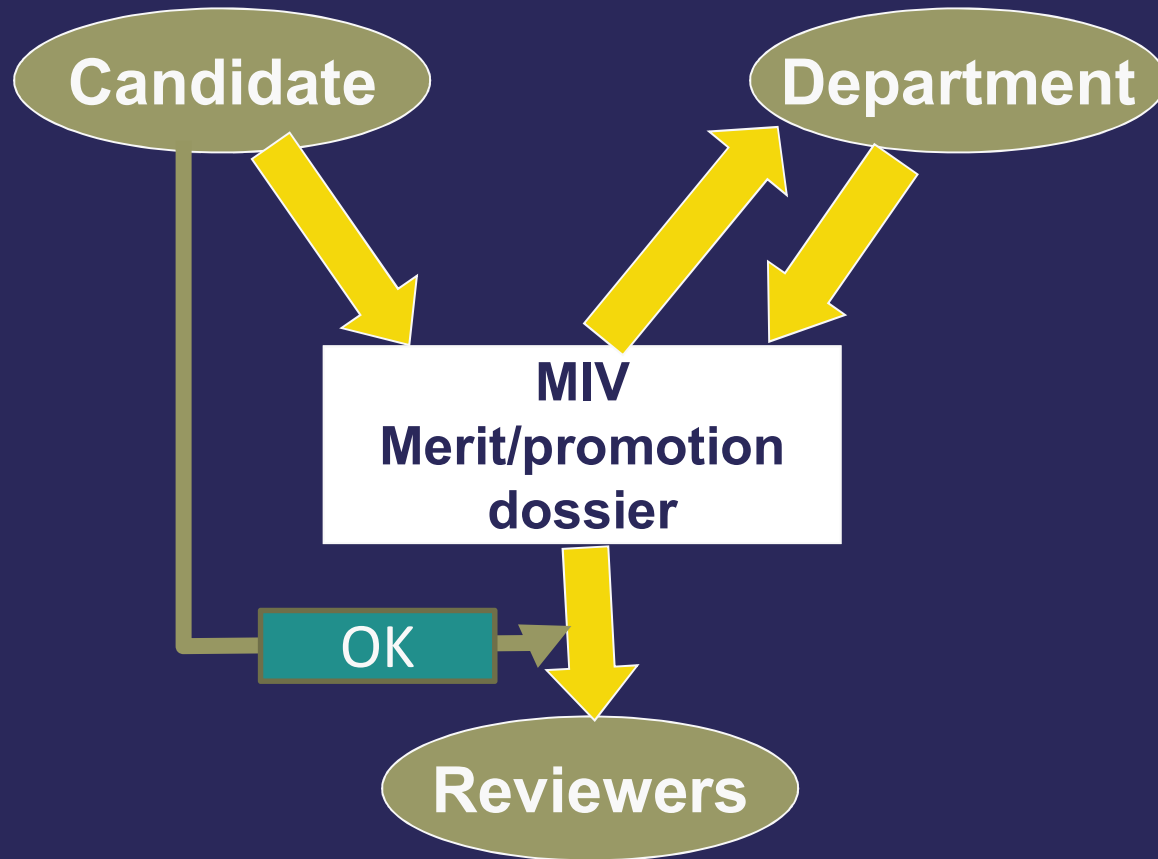 Candidate
Department
MIV
Merit/promotion
dossier
OK
Reviewers